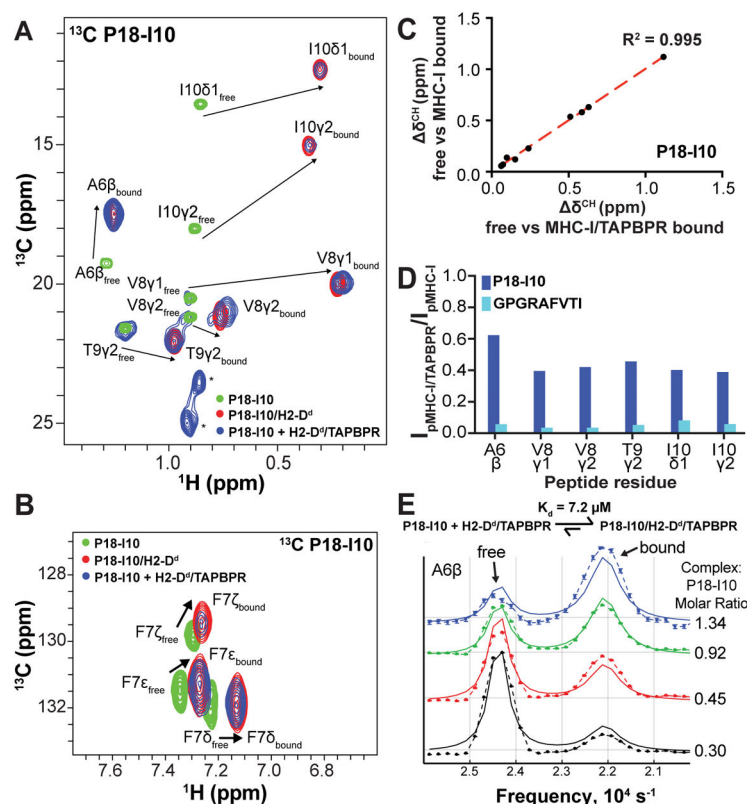 A
¹³C P18-I10
I10δ1bound
I10δ1free
I10γ2bound
A6βbound
I10γ2free
A6βfree
V8γ1free
V8γ1bound
V8γ2free
V8γ2bound
T9γ2free
T9γ2bound
P18-I10
P18-I10/H2-Dᵈ
P18-I10 + H2-Dᵈ/TAPBPR
*
*
15
20
25
¹³C (ppm)
1.0
0.5
¹H (ppm)
B
P18-I10
P18-I10/H2-Dᵈ
P18-I10 + H2-Dᵈ/TAPBPR
¹³C P18-I10
F7ζbound
F7ζfree
F7εbound
F7εfree
F7δfree
F7δbound
128
130
132
¹³C (ppm)
7.6
7.4
7.2
7.0
6.8
6.6
¹H (ppm)
C
R² = 0.995
P18-I10
Δδᶜᴴ (ppm)
free vs MHC-I bound
1.5
1.0
0.5
0
0
0.5
1.0
1.5
Δδᶜᴴ (ppm)
free vs MHC-I/TAPBPR bound
D
P18-I10
GPGRAFVTI
IpMHC-I/TAPBPR/IpMHC-I
1.0
0.8
0.6
0.4
0.2
0.0
A6 V8 V8 T9 I10 I10
β γ1 γ2 γ2 δ1 γ2
Peptide residue
E
Kd = 7.2 µM
P18-I10 + H2-Dᵈ/TAPBPR
P18-I10/H2-Dᵈ/TAPBPR
A6β
free
bound
Complex:
P18-I10
Molar Ratio
1.34
0.92
0.45
0.30
2.5
2.4
2.3
2.2
2.1
Frequency, 10⁴ s⁻¹